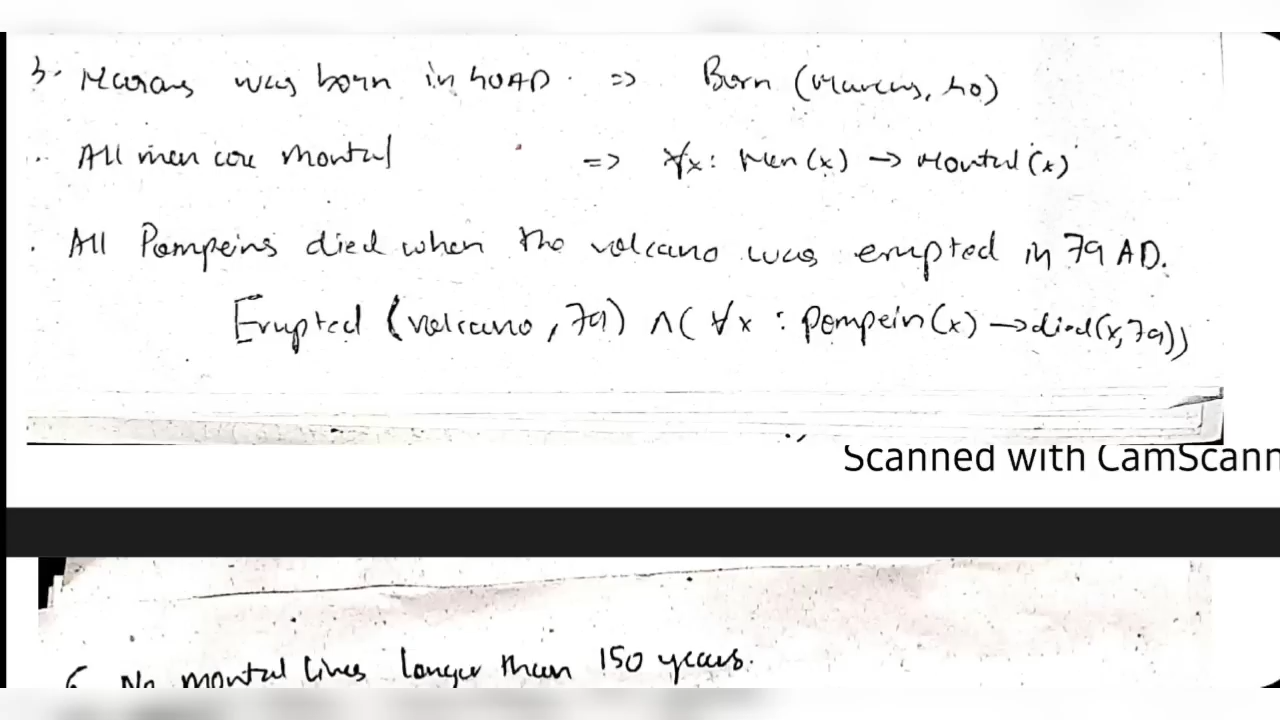 3. Marcus was born in 40AD. => Born (Marcus, 40)
.. All men are Mortal => ∀x: Men(x) → Mortal(x)
. All Pompeins died when the volcano was erupted in 79 AD.
Erupted (volcano, 79) ∧ ( ∀x : pompein(x) → died(x, 79))
Scanned with CamScann
6 No mortal lives longer than 150 years.